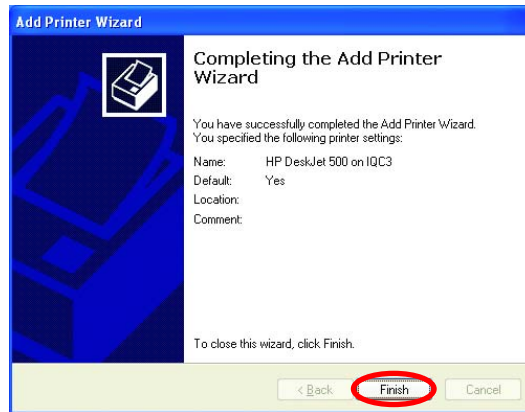 Add Printer Wizard
Completing the Add Printer
Wizard
You have successfully completed the Add Printer Wizard.
You specified the following printer settings:
Name: HP DeskJet 500 on IQC3
Default: Yes
Location:
Comment:
To close this wizard, click Finish.
< Back Finish Cancel